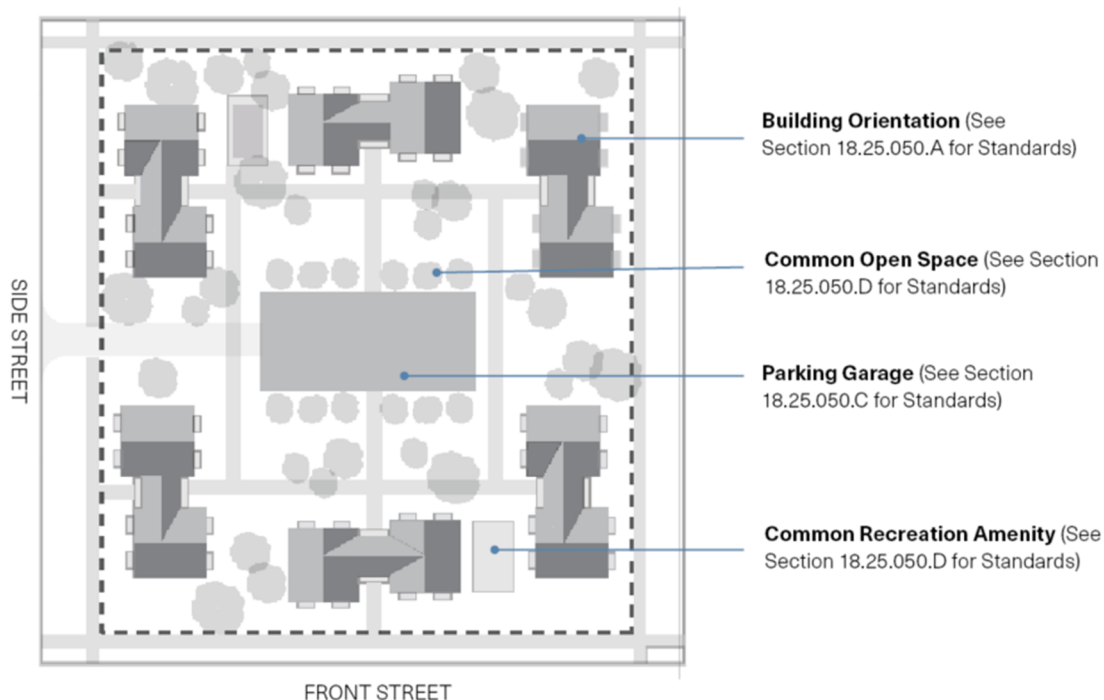 Building Orientation (See
Section 18.25.050.A for Standards)
Common Open Space (See Section
18.25.050.D for Standards)
SIDE STREET
Parking Garage (See Section
18.25.050.C for Standards)
Common Recreation Amenity (See
Section 18.25.050.D for Standards)
FRONT STREET